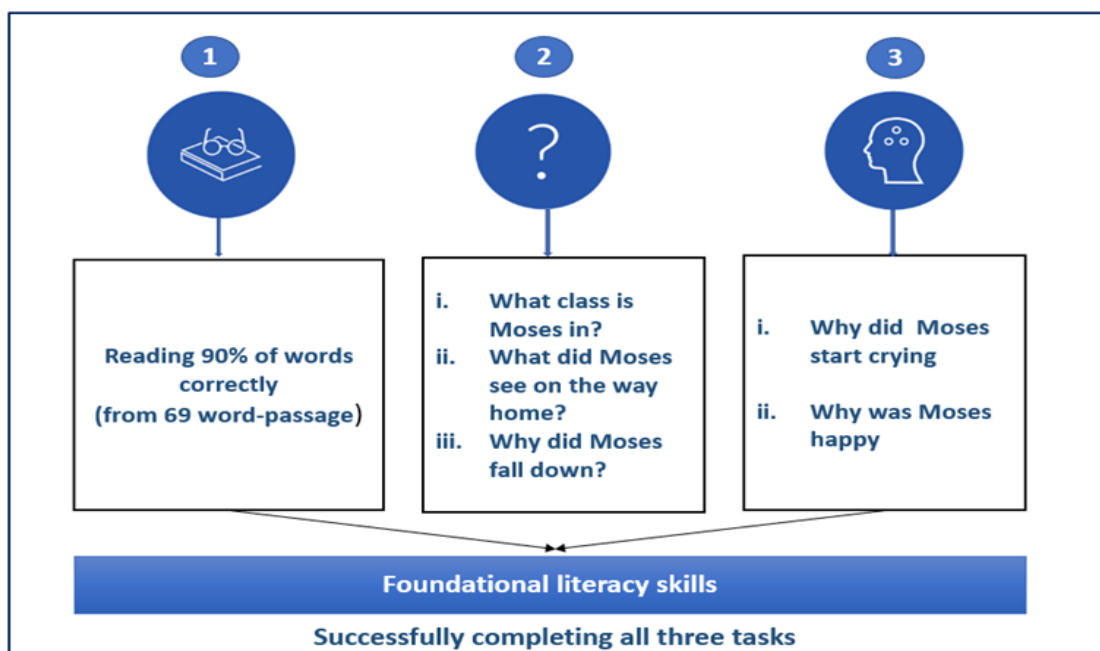 1
2
3
Reading 90% of words
correctly
(from 69 word-passage)
i. What class is
Moses in?
ii. What did Moses
see on the way
home?
iii. Why did Moses
fall down?
i. Why did Moses
start crying
ii. Why was Moses
happy
Foundational literacy skills
Successfully completing all three tasks